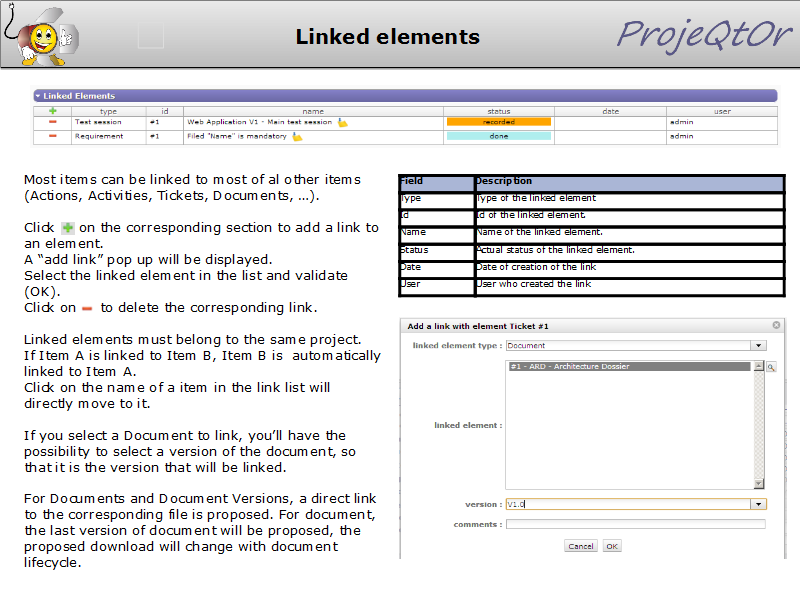 Linked elements
ProjeQtOr
Linked Elements
type id name status date user
Test session #1 Web Application V1 - Main test session recorded admin
Requirement #1 Filed "Name" is mandatory done admin
Most items can be linked to most of al other items
(Actions, Activities, Tickets, Documents, …).
Click on the corresponding section to add a link to
an element.
A “add link” pop up will be displayed.
Select the linked element in the list and validate
(OK).
Click on to delete the corresponding link.
Linked elements must belong to the same project.
If Item A is linked to Item B, Item B is automatically
linked to Item A.
Click on the name of a item in the link list will
directly move to it.
If you select a Document to link, you’ll have the
possibility to select a version of the document, so
that it is the version that will be linked.
For Documents and Document Versions, a direct link
to the corresponding file is proposed. For document,
the last version of document will be proposed, the
proposed download will change with document
lifecycle.
Field Description
Type Type of the linked element
Id Id of the linked element.
Name Name of the linked element.
Status Actual status of the linked element.
Date Date of creation of the link
User User who created the link
Add a link with element Ticket #1
linked element type : Document
#1 - ARD - Architecture Dossier
linked element :
version : V1.0
comments :
Cancel OK